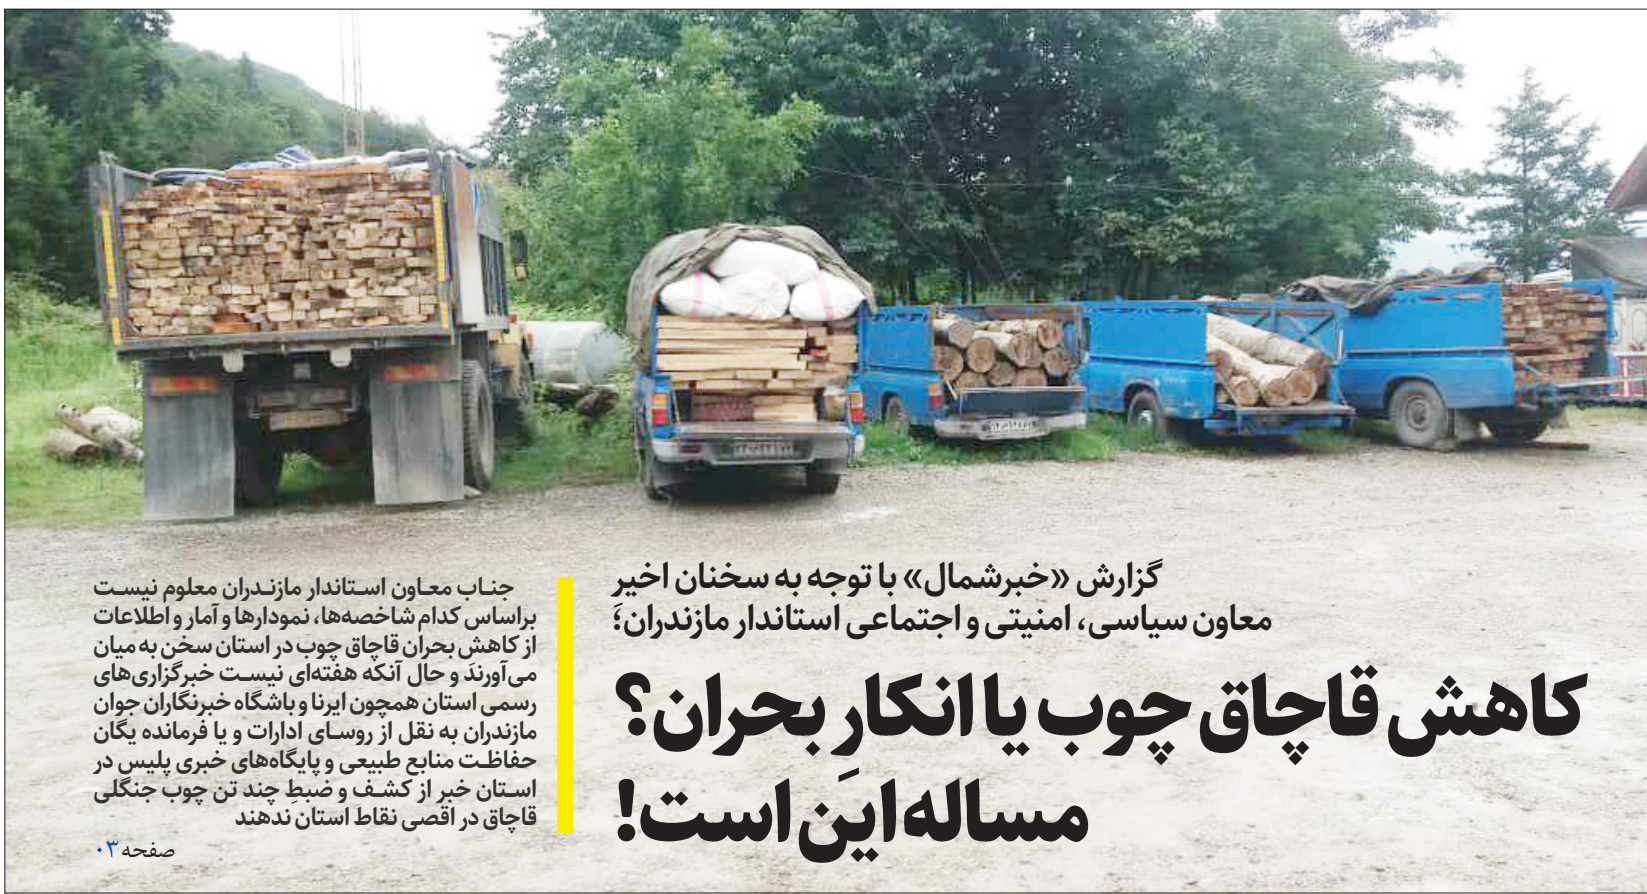 گزارش «خبرشمال» با توجه به سخنان اخیر
معاون سیاسی، امنیتی و اجتماعی استاندار مازندران؛
کاهش قاچاق چوب یا انکارِ بحران؟
مساله این است!
جناب معاون استاندار مازندران معلوم نیست
براساس کدام شاخصه‌ها، نمودارها و آمار و اطلاعات
از کاهش بحران قاچاق چوب در استان سخن به میان
می‌آورند و حال آنکه هفته‌ای نیست خبرگزاری‌های
رسمی استان همچون ایرنا و باشگاه خبرنگاران جوان
مازندران به نقل از روسای ادارات و یا فرمانده یگان
حفاظت منابع طبیعی و پایگاه‌های خبری پلیس در
استان خبر از کشف و ضبطِ چند تن چوب جنگلی
قاچاق در اقصی نقاط استان ندهند
صفحه ۰۳